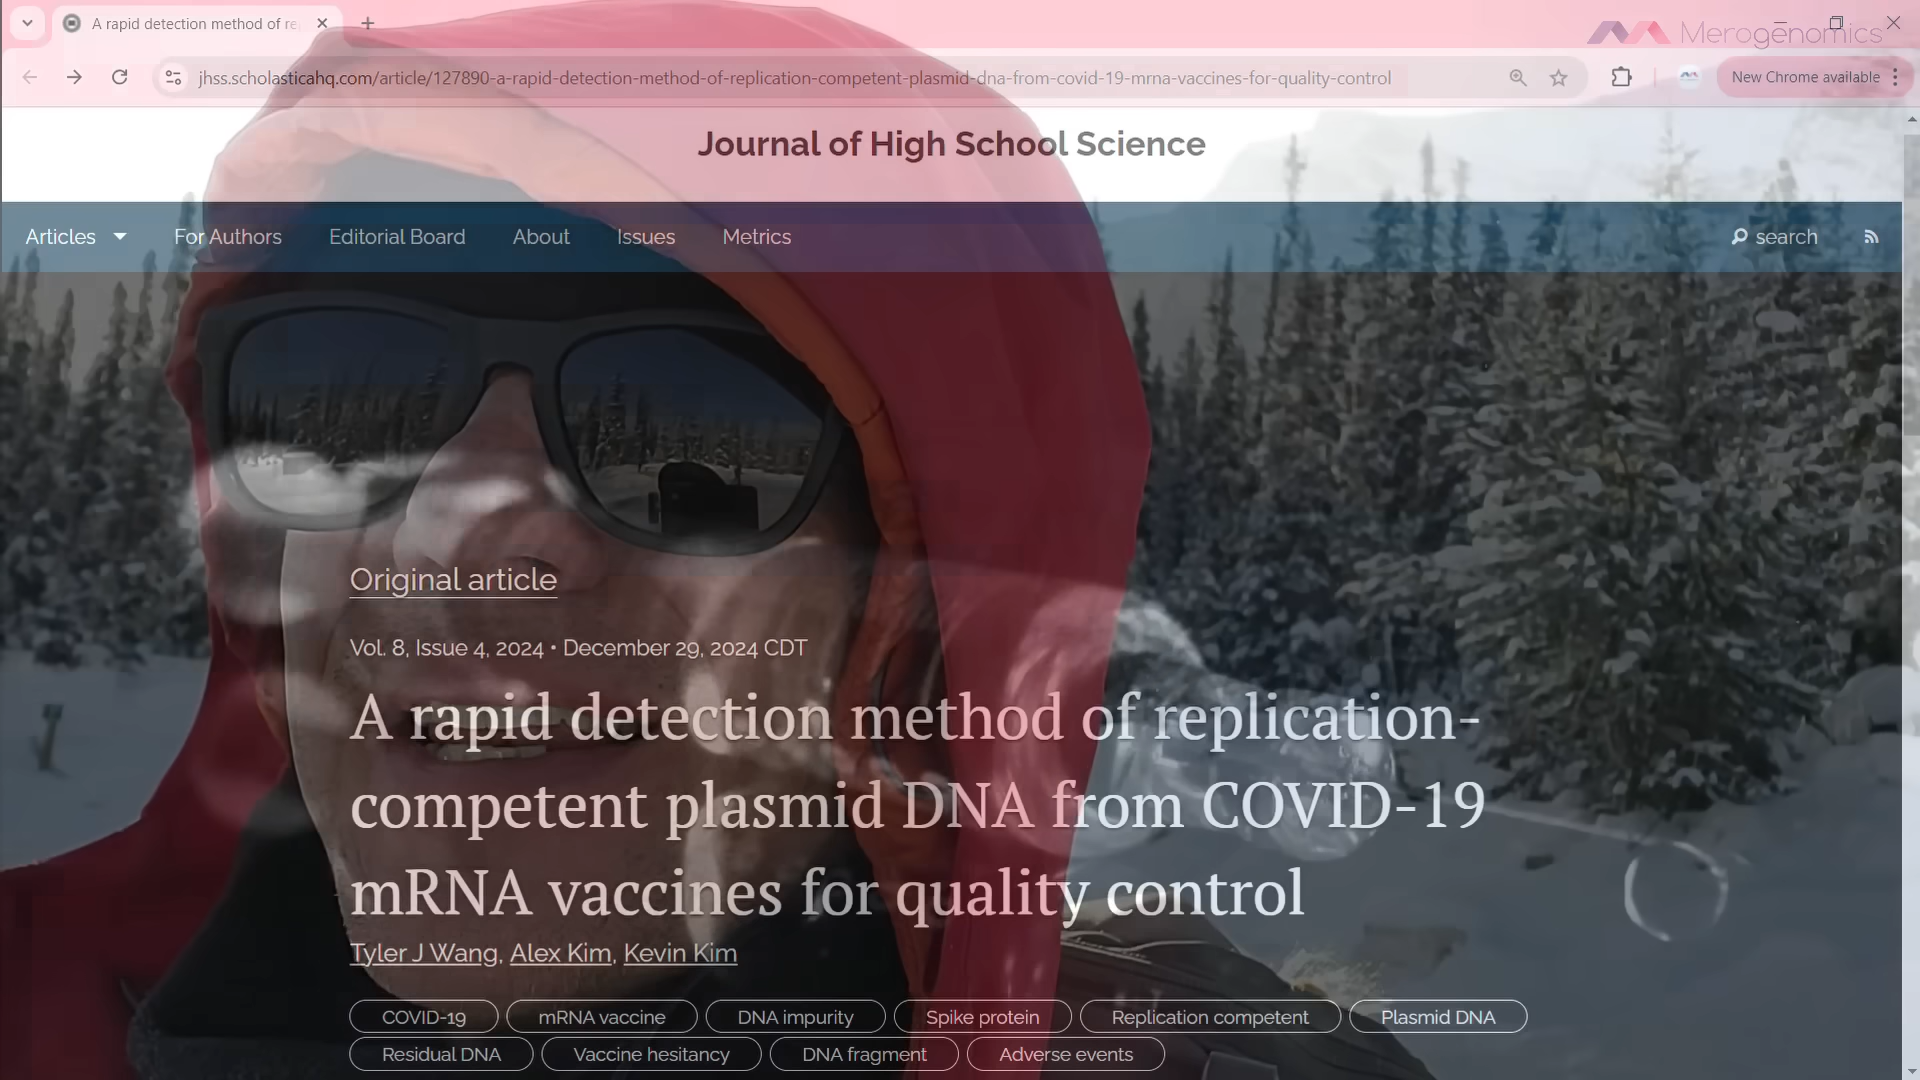 A rapid detection method of re
Merogenomics
jhss.scholasticahq.com/article/127890-a-rapid-detection-method-of-replication-competent-plasmid-dna-from-covid-19-mrna-vaccines-for-quality-control
New Chrome available
Journal of High School Science
Articles For Authors Editorial Board About Issues Metrics search
Original article
Vol. 8, Issue 4, 2024 • December 29, 2024 CDT
A rapid detection method of replication-
competent plasmid DNA from COVID-19
mRNA vaccines for quality control
Tyler J Wang, Alex Kim, Kevin Kim
COVID-19 mRNA vaccine DNA impurity Spike protein Replication competent Plasmid DNA
Residual DNA Vaccine hesitancy DNA fragment Adverse events